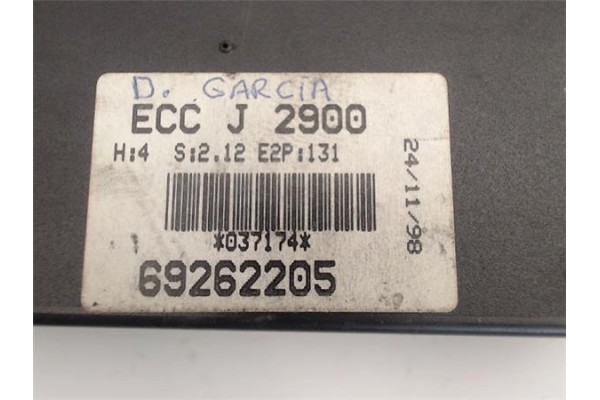 D. GARCIA
ECC J 2900
H:4 S:2.12 E2P:131
*037174*
69262205
24/11/98